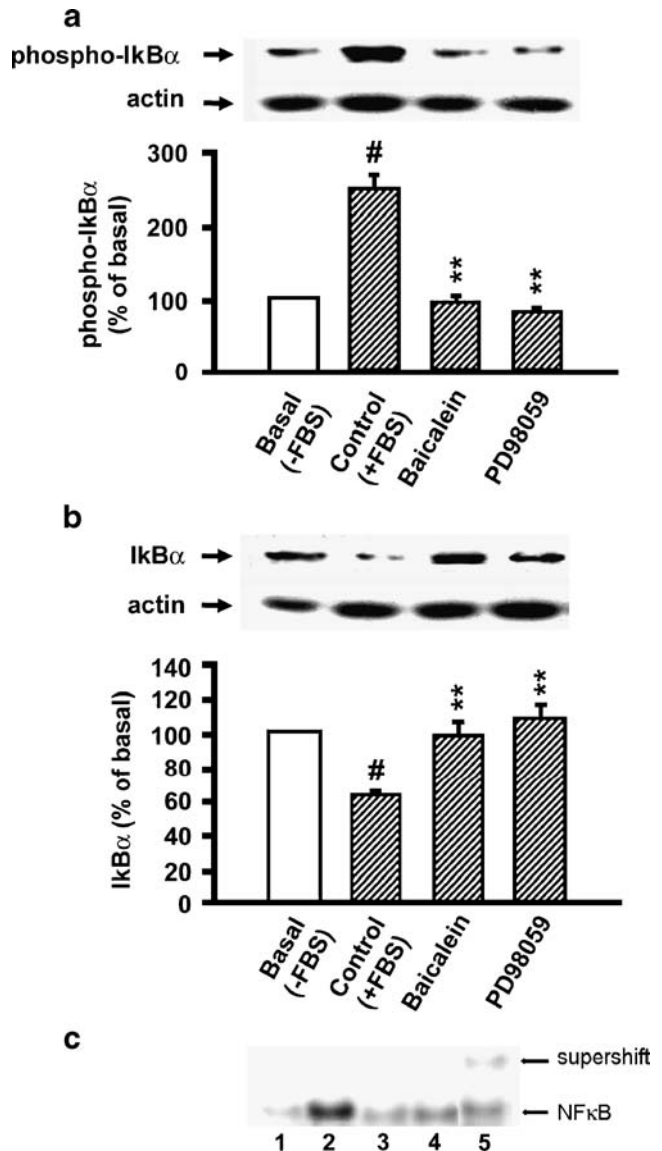 a
phospho-IkBα
actin
300
200
100
0
phospho-IkBα
(% of basal)
#
**
**
Basal
(-FBS)
Control
(+FBS)
Baicalein
PD98059
b
IkBα
actin
140
120
100
80
60
40
20
0
IkBα (% of basal)
#
**
**
Basal
(-FBS)
Control
(+FBS)
Baicalein
PD98059
c
supershift
NFκB
1 2 3 4 5